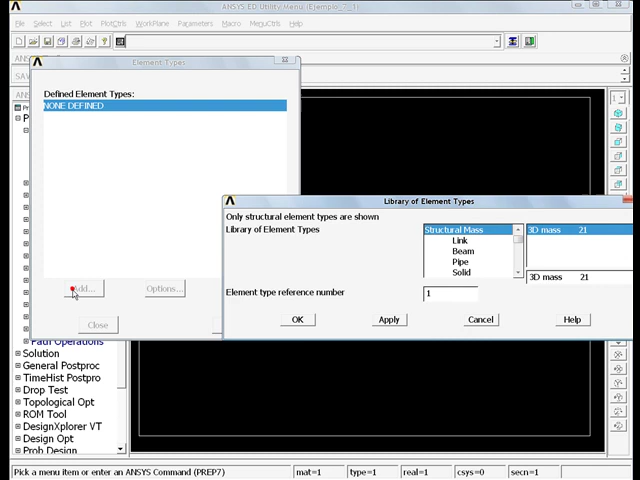 ANSYS ED Utility Menu (Ejemplo_7_1)
File Select List Plot PlotCtrls WorkPlane Parameters Macro MenuCtrls Help
Element Types
Defined Element Types:
NONE DEFINED
Library of Element Types
Only structural element types are shown
Library of Element Types
Structural Mass
Link
Beam
Pipe
Solid
3D mass 21
3D mass 21
Element type reference number
1
OK
Apply
Cancel
Help
Add...
Options...
Close
Path Operations
Solution
General Postproc
TimeHist Postpro
Drop Test
Topological Opt
ROM Tool
DesignXplorer VT
Design Opt
Prob Design
Pick a menu item or enter an ANSYS Command (PREP7)
mat=1
type=1
real=1
csys=0
secn=1